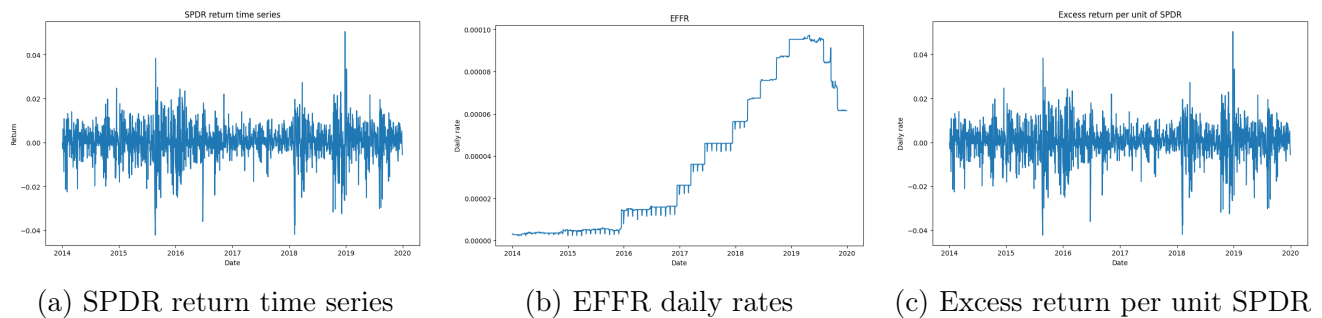 SPDR return time series
Return
0.04
0.02
0.00
−0.02
−0.04
2014 2015 2016 2017 2018 2019 2020
Date
(a) SPDR return time series
EFFR
Daily rate
0.00010
0.00008
0.00006
0.00004
0.00002
0.00000
2014 2015 2016 2017 2018 2019 2020
Date
(b) EFFR daily rates
Excess return per unit of SPDR
Daily rate
0.04
0.02
0.00
−0.02
−0.04
2014 2015 2016 2017 2018 2019 2020
Date
(c) Excess return per unit SPDR